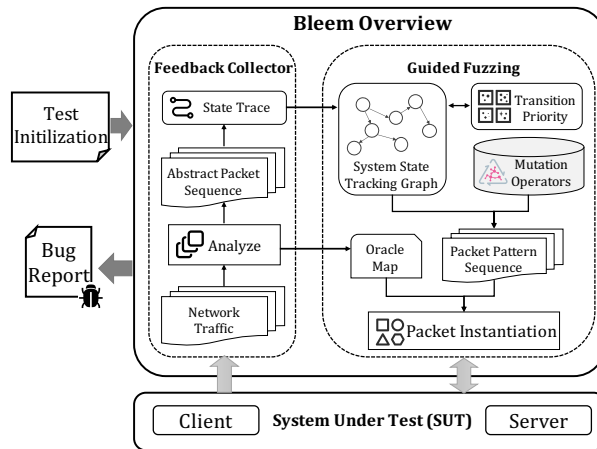 Bleem Overview
Feedback Collector
Guided Fuzzing
Test
Initilization
State Trace
Transition
Priority
System State
Tracking Graph
Abstract Packet
Sequence
Mutation
Operators
Analyze
Bug
Report
Oracle
Map
Packet Pattern
Sequence
Network
Traffic
Packet Instantiation
Client
System Under Test (SUT)
Server